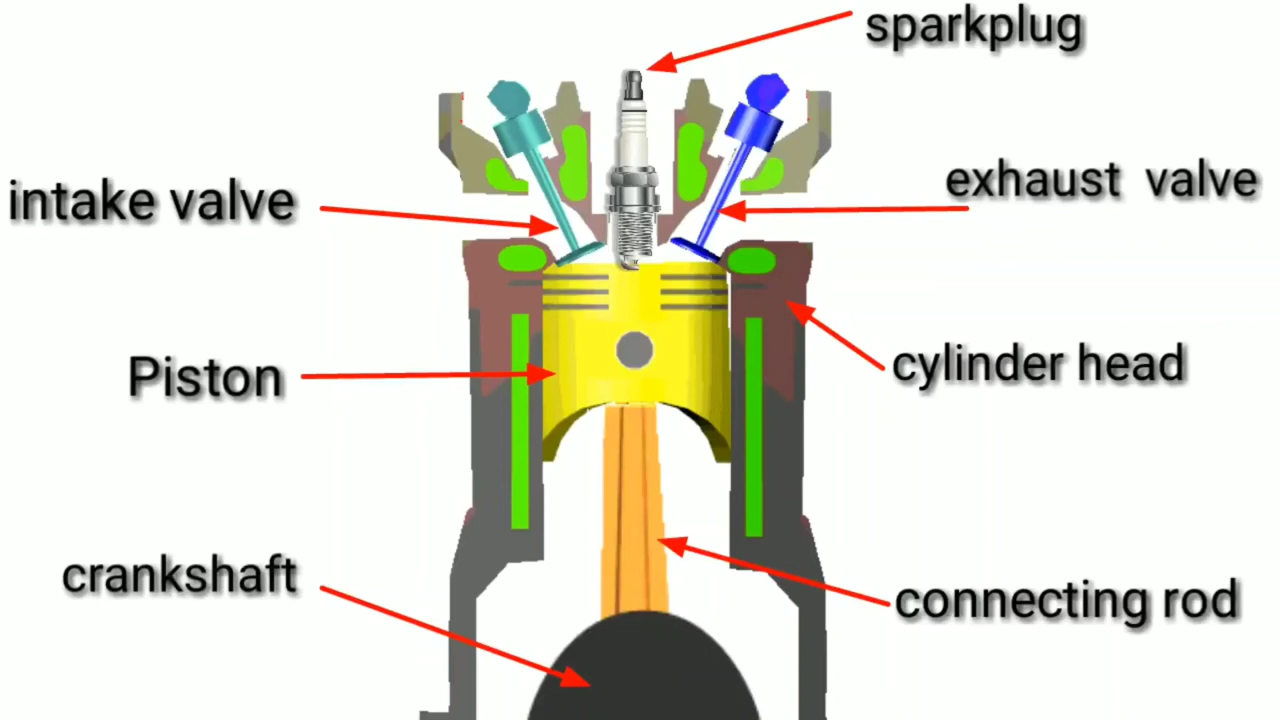 sparkplug
intake valve
exhaust valve
Piston
cylinder head
crankshaft
connecting rod